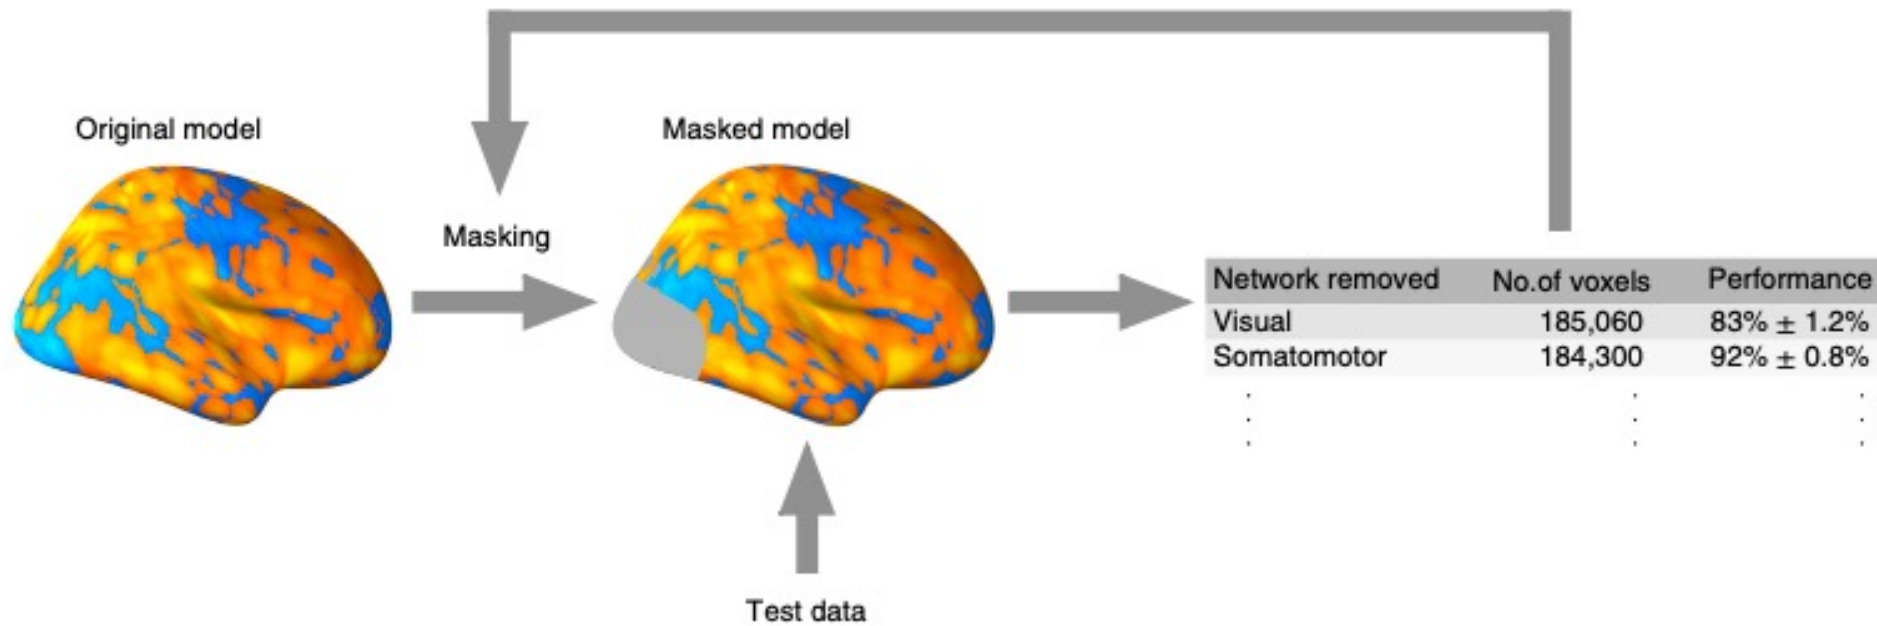 Original model
Masked model
Masking
Network removed No.of voxels Performance
Visual 185,060 83% ± 1.2%
Somatomotor 184,300 92% ± 0.8%
Test data